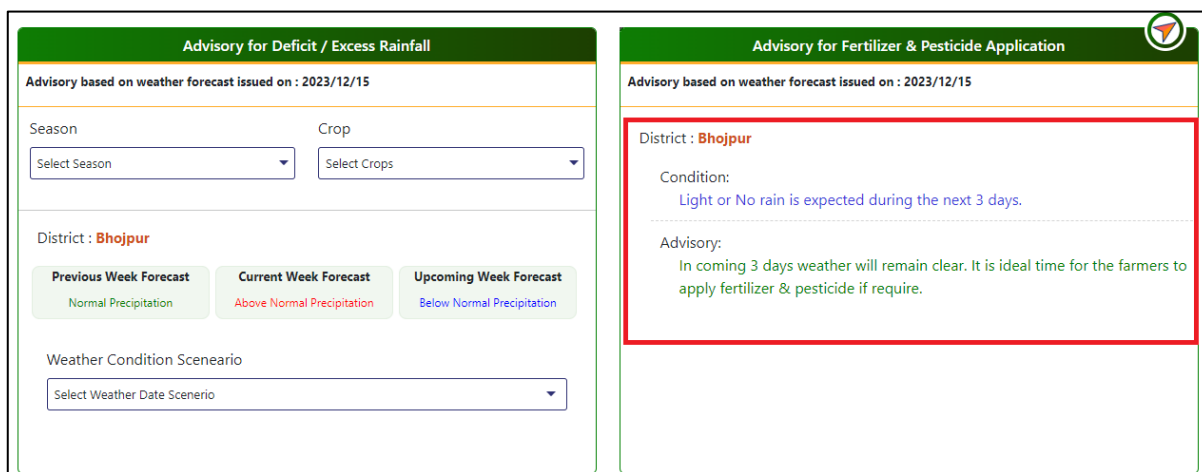 Advisory for Deficit / Excess Rainfall
Advisory based on weather forecast issued on : 2023/12/15
Season
Crop
Select Season
Select Crops
District : Bhojpur
Previous Week Forecast
Normal Precipitation
Current Week Forecast
Above Normal Precipitation
Upcoming Week Forecast
Below Normal Precipitation
Weather Condition Sceneario
Select Weather Date Scenerio
Advisory for Fertilizer & Pesticide Application
Advisory based on weather forecast issued on : 2023/12/15
District : Bhojpur
Condition:
Light or No rain is expected during the next 3 days.
Advisory:
In coming 3 days weather will remain clear. It is ideal time for the farmers to
apply fertilizer & pesticide if require.